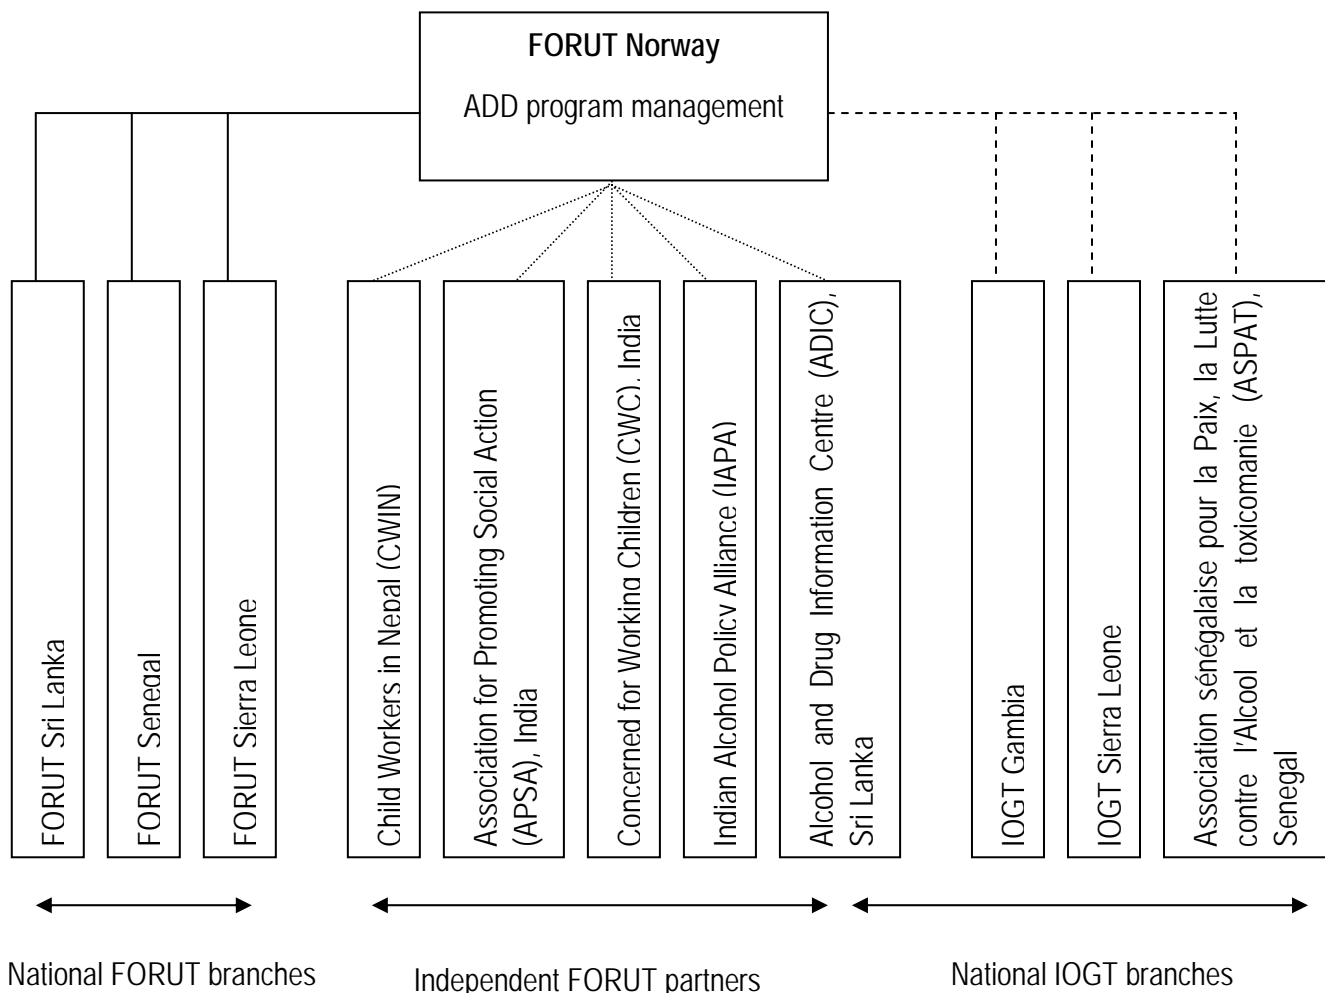 FORUT Norway
ADD program management
FORUT Sri Lanka
FORUT Senegal
FORUT Sierra Leone
Child Workers in Nepal (CWIN)
Association for Promoting Social Action
(APSA), India
Concerned for Working Children (CWC). India
Indian Alcohol Policy Alliance (IAPA)
Alcohol and Drug Information Centre (ADIC),
Sri Lanka
IOGT Gambia
IOGT Sierra Leone
Association sénégalaise pour la Paix, la Lutte
contre l'Alcool et la toxicomanie (ASPAT),
Senegal
National FORUT branches
Independent FORUT partners
National IOGT branches